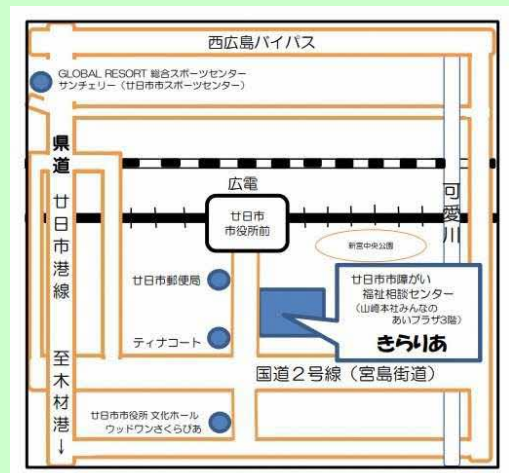 西広島バイパス
GLOBAL RESORT 総合スポーツセンター
サンチェリー（廿日市市スポーツセンター）
県道 廿日市港線 至木材港↓
広電
廿日市
市役所前
可愛川
新宮中央公園
廿日市郵便局
廿日市市障がい
福祉相談センター
（山崎本社みんなの
あいプラザ3階）
きらりあ
ティナコート
国道２号線（宮島街道）
廿日市市役所 文化ホール
ウッドワンさくらぴあ